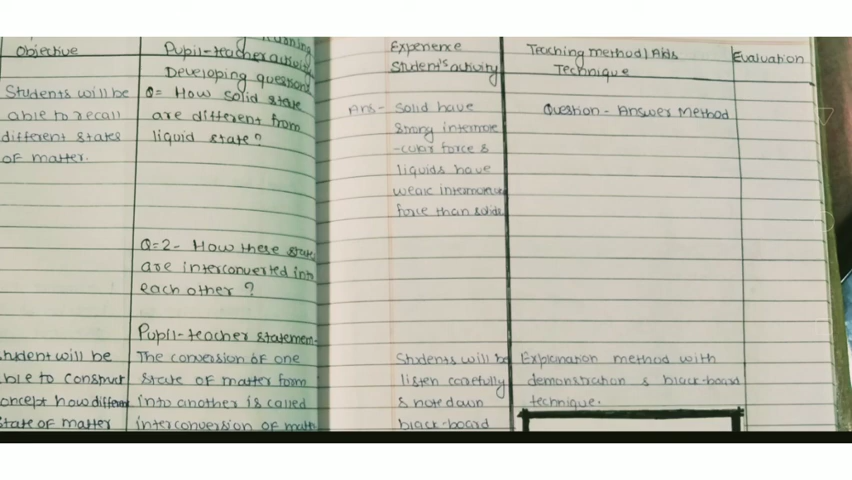 Objective
Students will be
able to recall
different states
of matter.
Student will be
able to construct
concept how different
state of matter
Pupil-teacher activity
Developing questions
Q= How solid state
are different from
liquid state?
Q=2- How these state
are interconverted into
each other?
Pupil-teacher statement-
The conversion of one
state of matter form
into another is called
interconversion of matter
Experience
Student's activity
Ans- Solid have
strong intermole
-cular force &
liquids have
weak intermolecular
force than solids
Students will be
listen carefully
& note down
black-board
Teaching method | Aids
Technique
Question - Answer Method
Explanation method with
demonstration & black-board
technique.
Evaluation